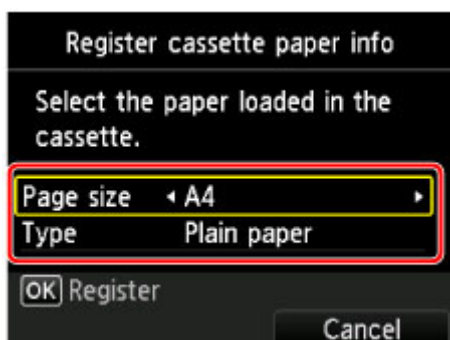 Register cassette paper info
Select the paper loaded in the
cassette.
Page size A4
Type Plain paper
OK Register
Cancel